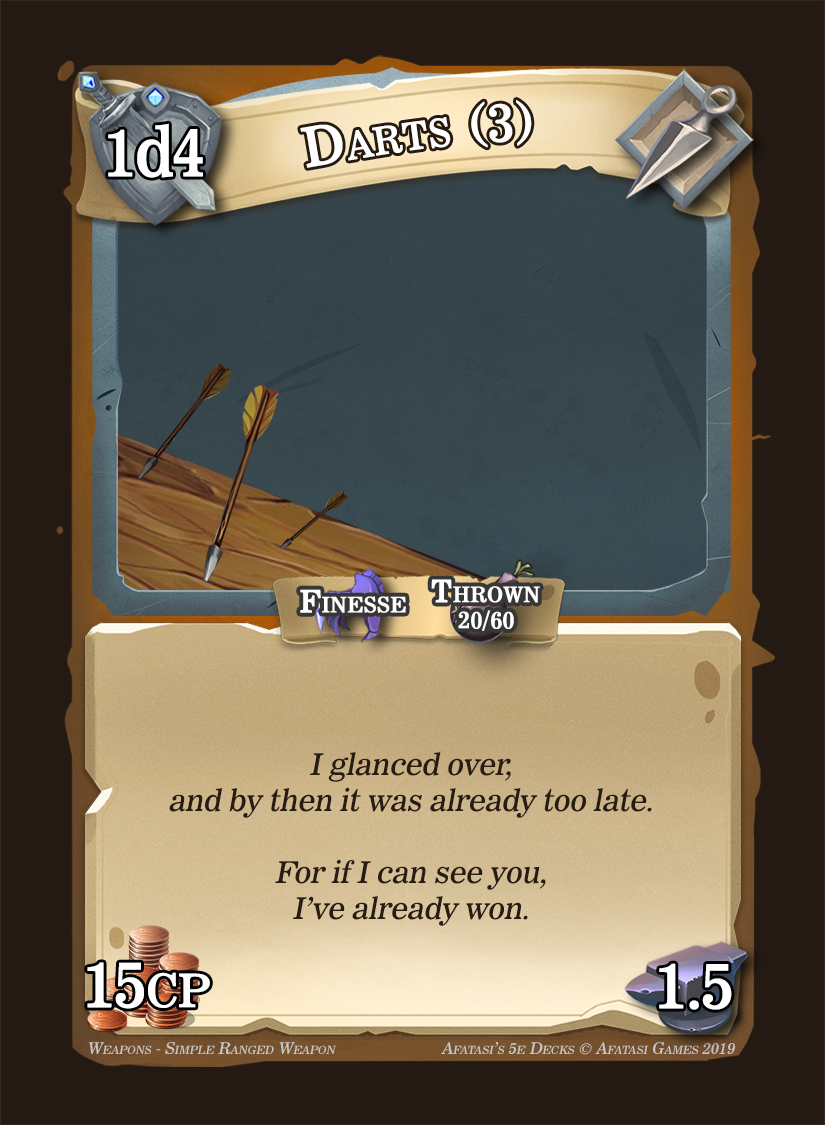 1d4
Darts (3)
Finesse
Thrown
20/60
I glanced over,
and by then it was already too late.
For if I can see you,
I've already won.
15CP
1.5
Weapons - Simple Ranged Weapon
Afatasi's 5e Decks © Afatasi Games 2019